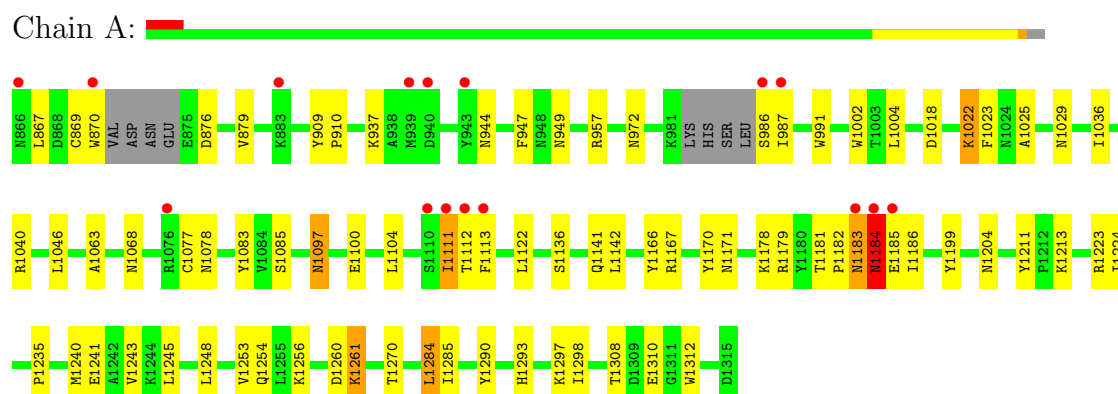 Chain A:
N866 L867 D868 C869 W870 VAL ASP ASN GLU E875 D876 V879 K883 Y909 P910 K937 A938 M939 D940 Y943 N944 F947 N948 N949 R957 N972 K981 LYS HIS SER LEU S986 I987 W991 W1002 T1003 L1004 D1018 K1022 F1023 N1024 A1025 N1029 I1036
R1040 L1046 A1063 N1068 R1076 C1077 N1078 Y1083 V1084 S1085 N1097 E1100 L1104 S1110 I1111 T1112 F1113 L1122 S1136 Q1141 L1142 Y1166 R1167 Y1170 N1171 K1178 R1179 Y1180 T1181 P1182 N1183 N1184 E1185 I1186 Y1199 N1204 Y1211 P1212 K1213 R1223
P1235 M1240 E1241 A1242 V1243 K1244 L1245 L1248 V1253 Q1254 L1255 K1256 D1260 K1261 T1270 L1284 I1285 Y1290 H1293 K1297 I1298 T1308 D1309 E1310 G1311 W1312 D1315